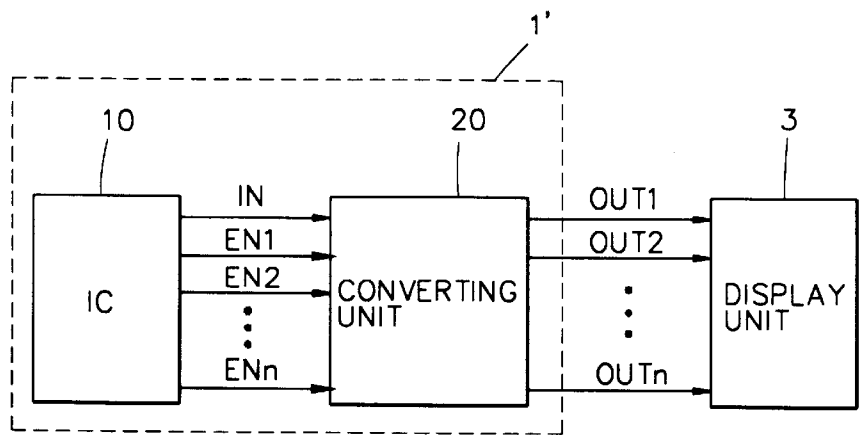 1'
10
20
3
IN
EN1
EN2
ENn
IC
CONVERTING
UNIT
OUT1
OUT2
OUTn
DISPLAY
UNIT